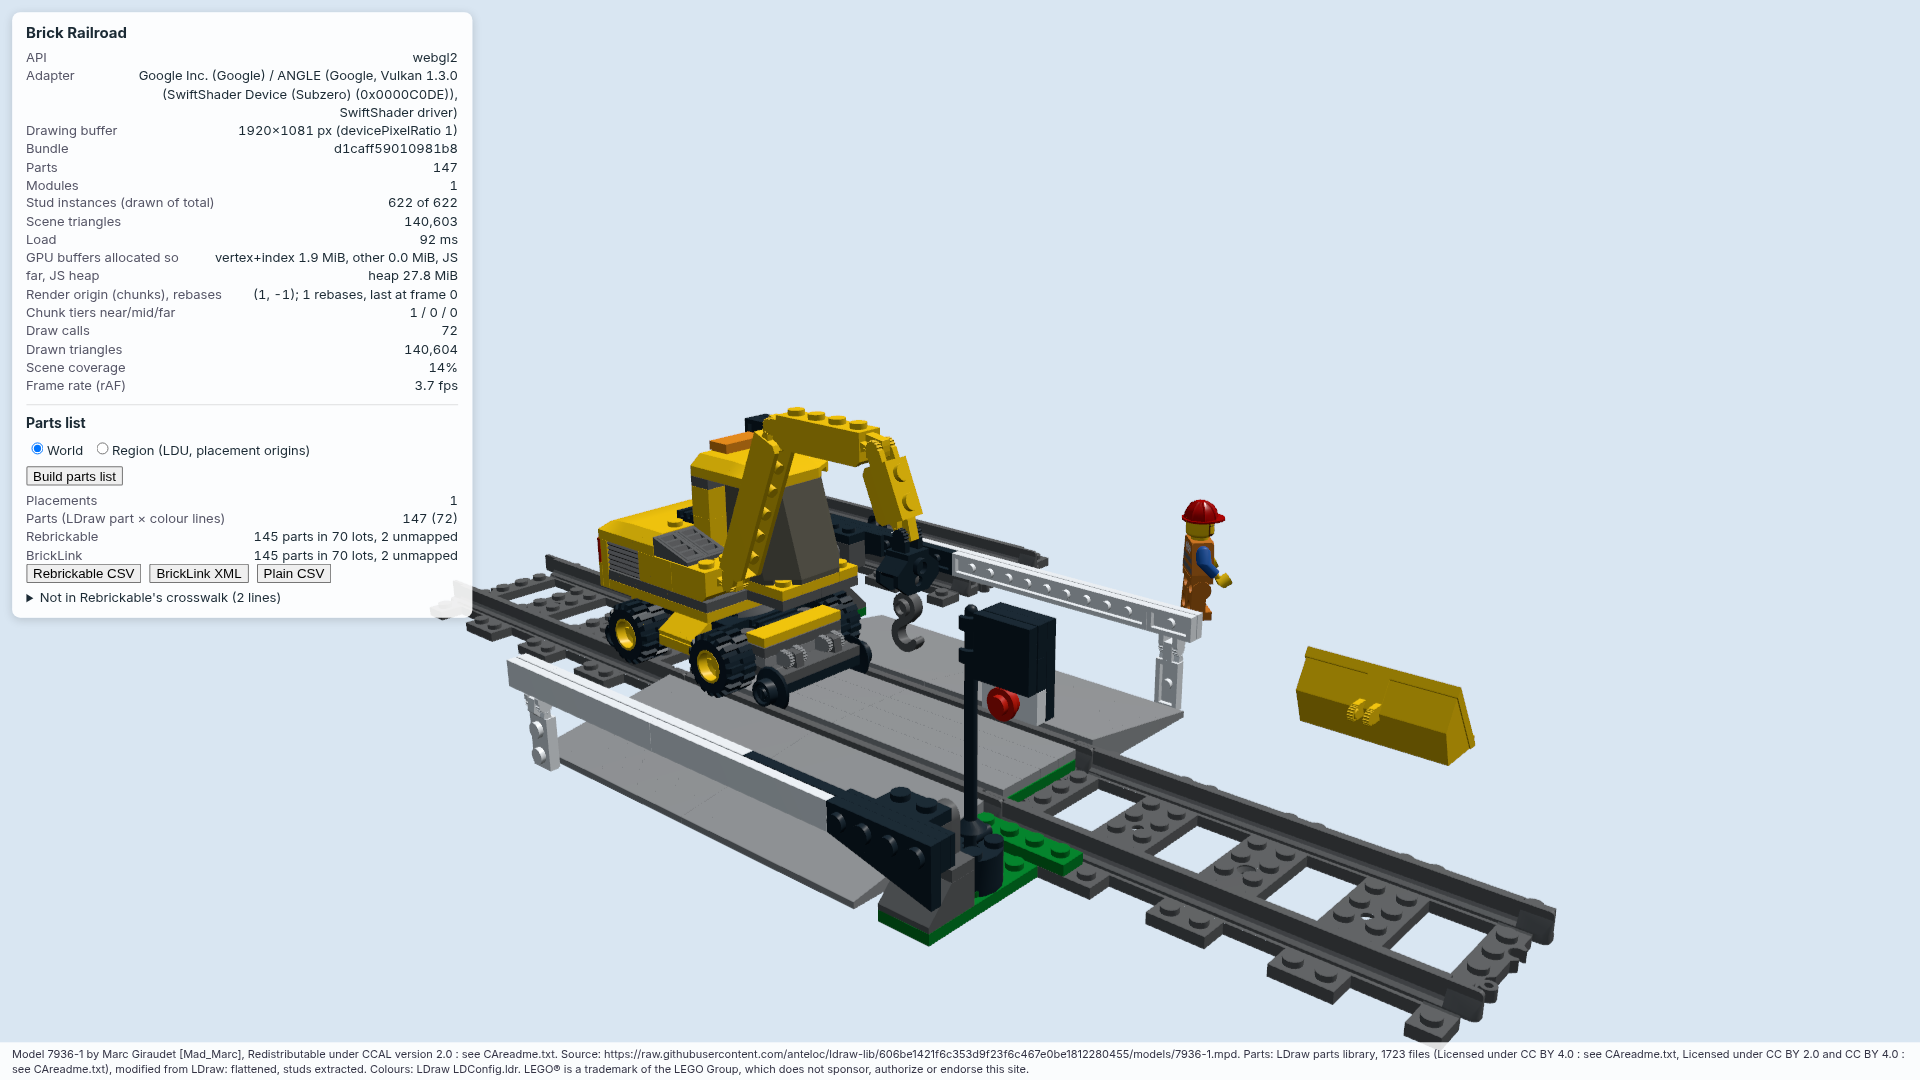 Brick Railroad
API webgl2
Adapter Google Inc. (Google) / ANGLE (Google, Vulkan 1.3.0
(SwiftShader Device (Subzero) (0x0000C0DE)),
SwiftShader driver)
Drawing buffer 1920×1081 px (devicePixelRatio 1)
Bundle d1caff59010981b8
Parts 147
Modules 1
Stud instances (drawn of total) 622 of 622
Scene triangles 140,603
Load 92 ms
GPU buffers allocated so vertex+index 1.9 MiB, other 0.0 MiB, JS
far, JS heap heap 27.8 MiB
Render origin (chunks), rebases (1, -1); 1 rebases, last at frame 0
Chunk tiers near/mid/far 1 / 0 / 0
Draw calls 72
Drawn triangles 140,604
Scene coverage 14%
Frame rate (rAF) 3.7 fps
Parts list
World Region (LDU, placement origins)
Build parts list
Placements 1
Parts (LDraw part × colour lines) 147 (72)
Rebrickable 145 parts in 70 lots, 2 unmapped
BrickLink 145 parts in 70 lots, 2 unmapped
Rebrickable CSV BrickLink XML Plain CSV
▶ Not in Rebrickable's crosswalk (2 lines)
Model 7936-1 by Marc Giraudet [Mad_Marc], Redistributable under CCAL version 2.0 : see CAreadme.txt. Source: https://raw.githubusercontent.com/anteloc/ldraw-lib/606be1421f6c353d9f23f6c467e0be1812280455/models/7936-1.mpd. Parts: LDraw parts library, 1723 files (Licensed under CC BY 4.0 : see CAreadme.txt, Licensed under CC BY 2.0 and CC BY 4.0 :
see CAreadme.txt), modified from LDraw: flattened, studs extracted. Colours: LDraw LDConfig.ldr. LEGO® is a trademark of the LEGO Group, which does not sponsor, authorize or endorse this site.